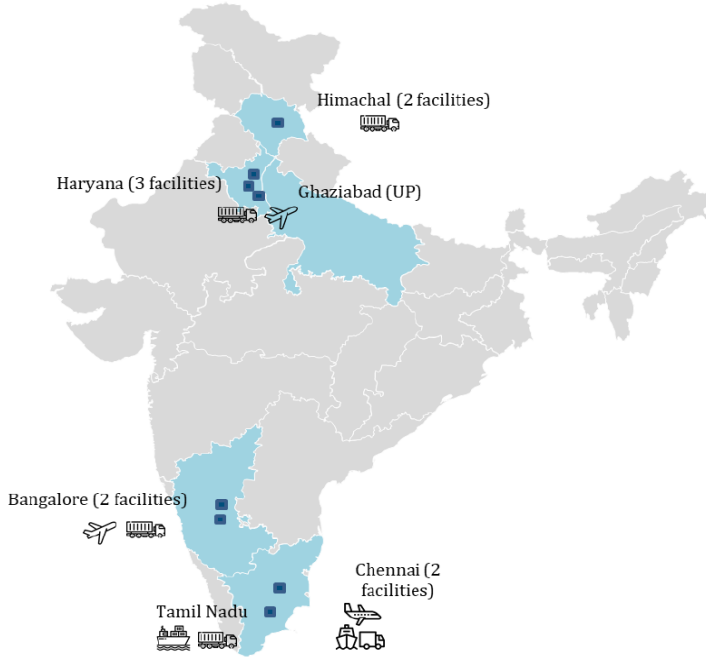 Himachal (2 facilities)
Haryana (3 facilities)
Ghaziabad (UP)
Bangalore (2 facilities)
Chennai (2
facilities)
Tamil Nadu